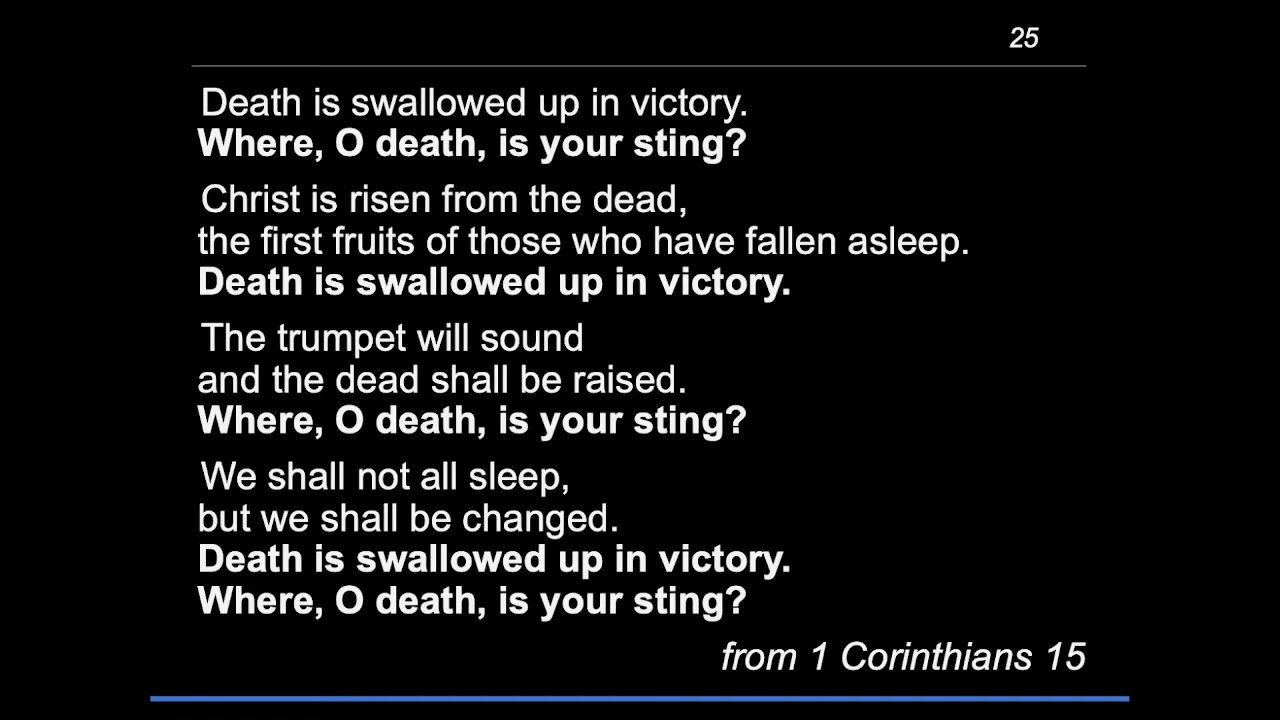 25
Death is swallowed up in victory.
Where, O death, is your sting?
Christ is risen from the dead,
the first fruits of those who have fallen asleep.
Death is swallowed up in victory.
The trumpet will sound
and the dead shall be raised.
Where, O death, is your sting?
We shall not all sleep,
but we shall be changed.
Death is swallowed up in victory.
Where, O death, is your sting?
from 1 Corinthians 15